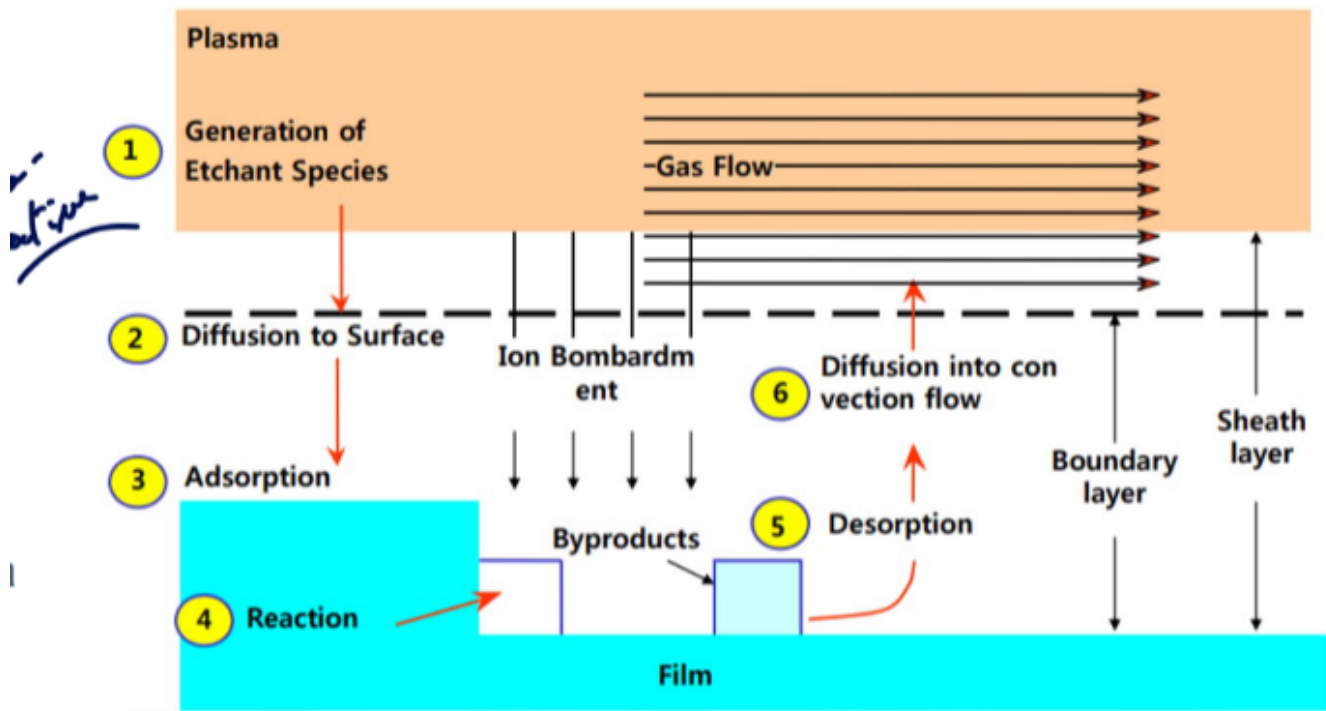 Plasma
1
Generation of
Etchant Species
Gas Flow
2
Diffusion to Surface
Ion Bombardm
ent
6
Diffusion into con
vection flow
Sheath
layer
Boundary
layer
3
Adsorption
5
Desorption
Byproducts
4
Reaction
Film